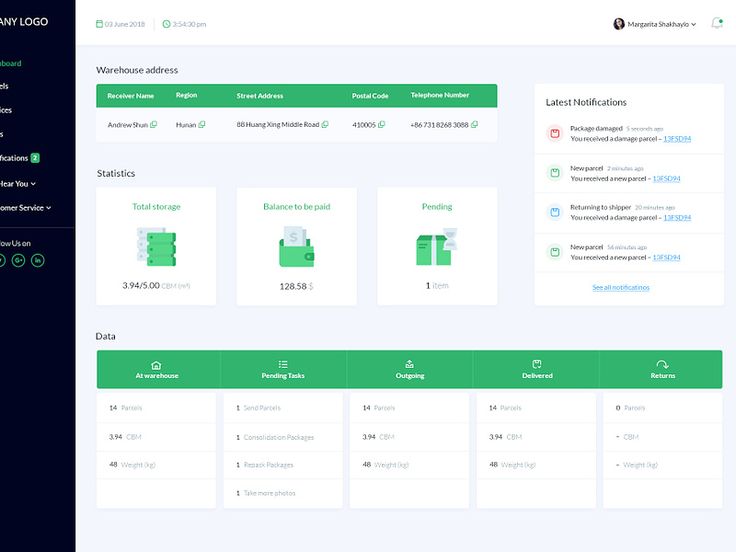 ANY LOGO
03 June 2018
3:54:30 pm
Margarita Shakhaylo
board
els
ices
s
fications 2
Hear You
omer Service
low Us on
G+ in
Warehouse address
Receiver Name Region Street Address Postal Code Telephone Number
Andrew Shun Hunan 88 Huang Xing Middle Road 410005 +86 731 8268 3088
Latest Notifications
Package damaged 5 seconds ago
You received a damage parcel – 13FSD94
New parcel 2 minutes ago
You received a new parcel – 13FSD94
Returning to shipper 20 minutes ago
You received a damage parcel – 13FSD94
New parcel 56 minutes ago
You received a new parcel – 13FSD94
See all notificatinos
Statistics
Total storage
3.94/5.00 CBM (m³)
Balance to be paid
$
128.58 $
Pending
1 item
Data
At warehouse Pending Tasks Outgoing Delivered Returns
14 Parcels 1 Send Parcels 14 Parcels 14 Parcels 0 Parcels
3.94 CBM 1 Consolidation Packages 3.94 CBM 3.94 CBM - CBM
48 Weight (kg) 1 Repack Packages 48 Weight (kg) 48 Weight (kg) - Weight (kg)
1 Take more photos